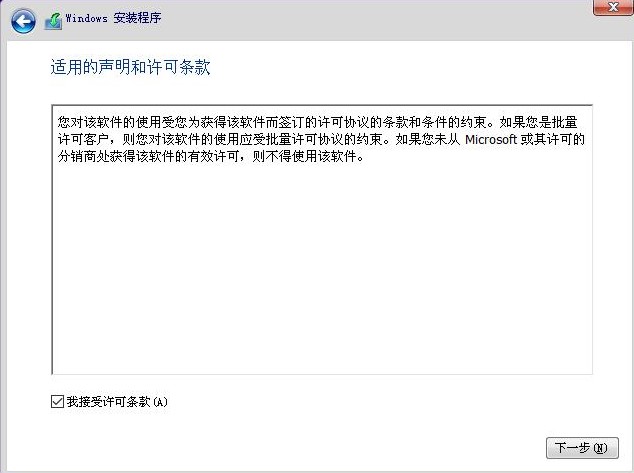 Windows 安装程序
适用的声明和许可条款
您对该软件的使用受您为获得该软件而签订的许可协议的条款和条件的约束。如果您是批量
许可客户，则您对该软件的使用应受批量许可协议的约束。如果您未从 Microsoft 或其许可的
分销商处获得该软件的有效许可，则不得使用该软件。
我接受许可条款(A)
下一步(N)